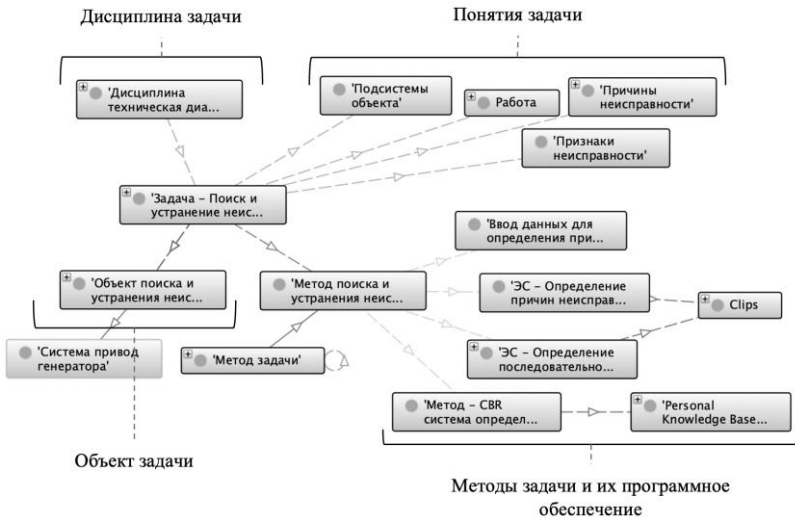 Дисциплина задачи
Понятия задачи
'Дисциплина
техническая диа...
'Подсистемы
объекта'
Работа
'Причины
неисправности'
'Признаки
неисправности'
'Задача – Поиск и
устранение неис...
'Ввод данных для
определения при...
'Объект поиска и
устранения неис...
'Метод поиска и
устранения неис...
'ЭС – Определение
причин неисправ...
Clips
'Система привод
генератора'
'Метод задачи'
'ЭС – Определение
последовательно...
'Метод – CBR
система определ...
'Personal
Knowledge Base...
Объект задачи
Методы задачи и их программное
обеспечение